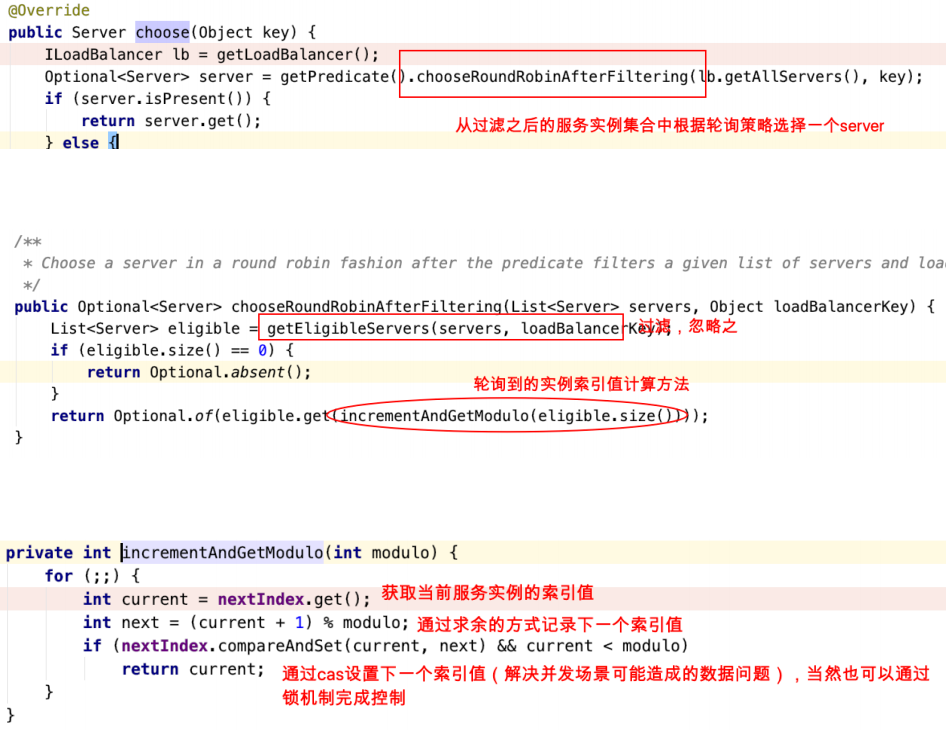 @Override
public Server choose(Object key) {
ILoadBalancer lb = getLoadBalancer();
Optional<Server> server = getPredicate().chooseRoundRobinAfterFiltering(lb.getAllServers(), key);
if (server.isPresent()) {
return server.get();
从过滤之后的服务实例集合中根据轮询策略选择一个server
} else {
/**
* Choose a server in a round robin fashion after the predicate filters a given list of servers and loa
*/
public Optional<Server> chooseRoundRobinAfterFiltering(List<Server> servers, Object loadBalancerKey) {
List<Server> eligible = getEligibleServers(servers, loadBalancerKey); 过滤，忽略之
if (eligible.size() == 0) {
return Optional.absent();
轮询到的实例索引值计算方法
}
return Optional.of(eligible.get(incrementAndGetModulo(eligible.size())));
}
private int incrementAndGetModulo(int modulo) {
for (;;) {
int current = nextIndex.get(); 获取当前服务实例的索引值
int next = (current + 1) % modulo; 通过求余的方式记录下一个索引值
if (nextIndex.compareAndSet(current, next) && current < modulo)
return current; 通过cas设置下一个索引值（解决并发场景可能造成的数据问题），当然也可以通过
锁机制完成控制
}
}